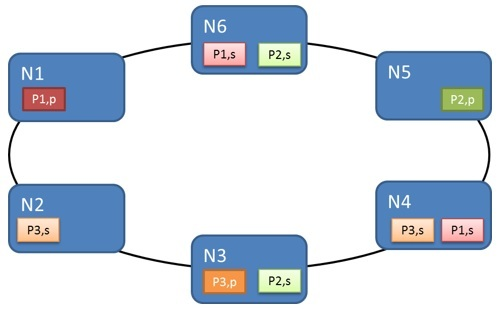 N6
P1,s P2,s
N1
P1,p
N5
P2,p
N2
P3,s
N4
P3,s P1,s
N3
P3,p P2,s